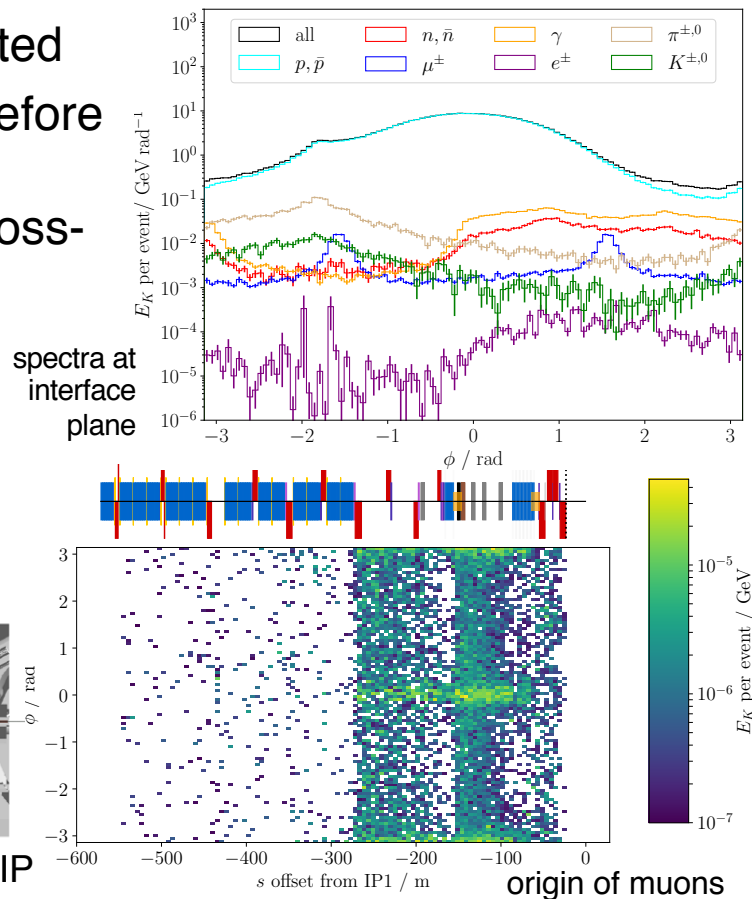 ted
efore
oss-
spectra at
interface
plane
IP
10³
10²
10¹
10⁰
10⁻¹
10⁻²
10⁻³
10⁻⁴
10⁻⁵
10⁻⁶
E_K per event/ GeV rad⁻¹
all
p, p̄
n, n̄
μ±
γ
e±
π±,0
K±,0
−3 −2 −1 0 1 2 3
ϕ / rad
3
2
1
0
−1
−2
−3
ϕ / rad
−600 −500 −400 −300 −200 −100 0
s offset from IP1 / m
origin of muons
10⁻⁵
10⁻⁶
10⁻⁷
E_K per event / GeV